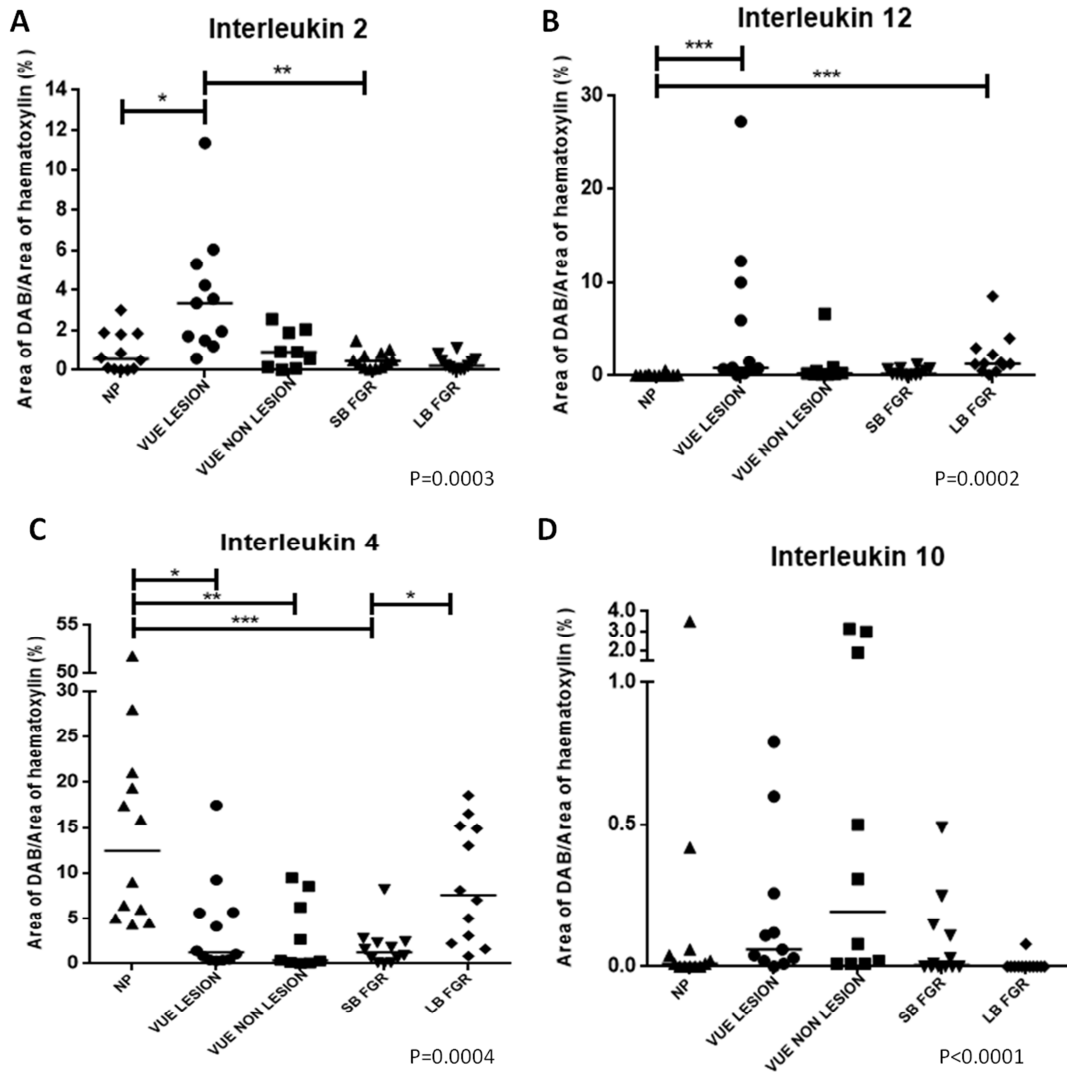 A
Interleukin 2
Area of DAB/Area of haematoxylin (%)
14
12
10
8
6
4
2
0
*
**
NP
VUE LESION
VUE NON LESION
SB FGR
LB FGR
P=0.0003
B
Interleukin 12
Area of DAB/Area of haematoxylin (%)
30
20
10
0
***
***
NP
VUE LESION
VUE NON LESION
SB FGR
LB FGR
P=0.0002
C
Interleukin 4
Area of DAB/Area of haematoxylin (%)
55
50
30
25
20
15
10
5
0
*
**
***
*
NP
VUE LESION
VUE NON LESION
SB FGR
LB FGR
P=0.0004
D
Interleukin 10
Area of DAB/Area of haematoxylin (%)
4.0
3.0
2.0
1.0
0.5
0.0
NP
VUE LESION
VUE NON LESION
SB FGR
LB FGR
P<0.0001